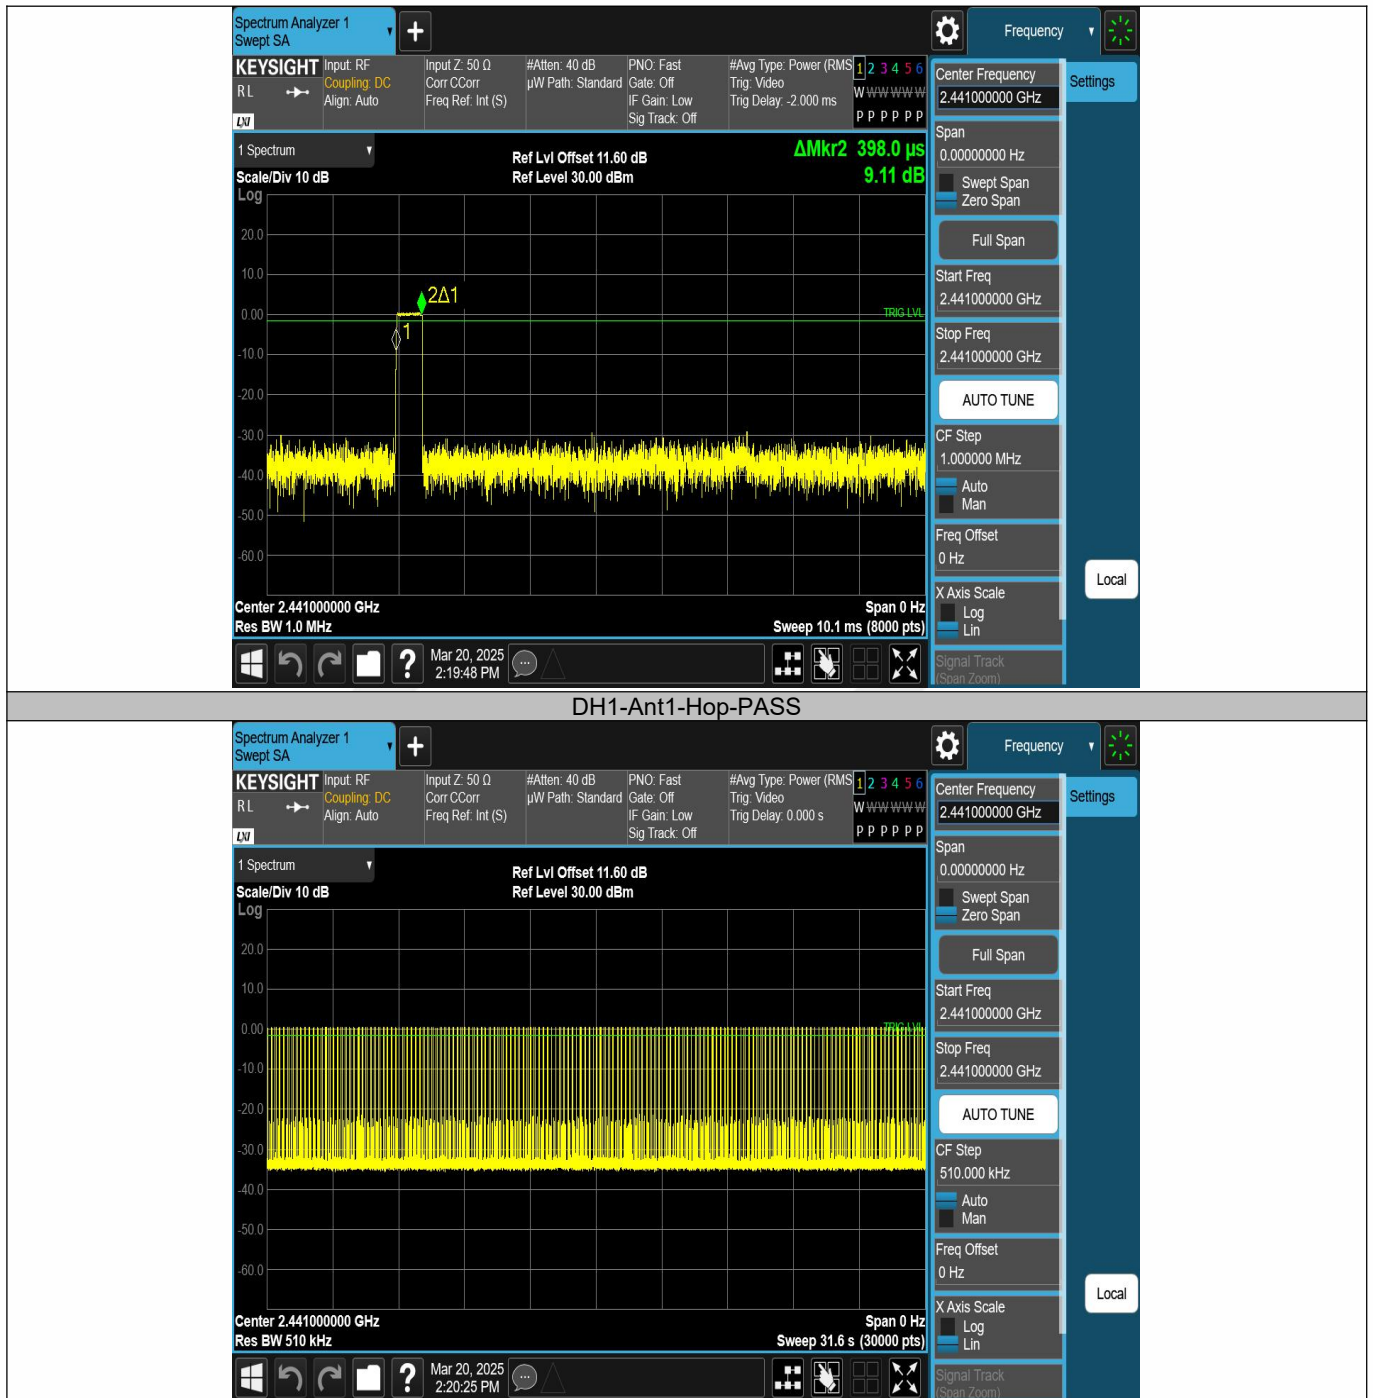 Spectrum Analyzer 1
Swept SA
Frequency
KEYSIGHT
RL
LXI
Input: RF
Coupling: DC
Align: Auto
Input Z: 50 Ω
Corr CCorr
Freq Ref: Int (S)
#Atten: 40 dB
µW Path: Standard
PNO: Fast
Gate: Off
IF Gain: Low
Sig Track: Off
#Avg Type: Power (RMS
Trig: Video
Trig Delay: -2.000 ms
1 2 3 4 5 6
W W W W W W
P P P P P P
Center Frequency
2.441000000 GHz
Settings
1 Spectrum
Scale/Div 10 dB
Log
Ref Lvl Offset 11.60 dB
Ref Level 30.00 dBm
ΔMkr2 398.0 µs
9.11 dB
Span
0.00000000 Hz
Swept Span
Zero Span
Full Span
Start Freq
2.441000000 GHz
Stop Freq
2.441000000 GHz
AUTO TUNE
CF Step
1.000000 MHz
Auto
Man
Freq Offset
0 Hz
X Axis Scale
Log
Lin
Signal Track
(Span Zoom)
Local
20.0
10.0
0.00
-10.0
-20.0
-30.0
-40.0
-50.0
-60.0
2Δ1
1
TRIG LVL
Center 2.441000000 GHz
Res BW 1.0 MHz
Span 0 Hz
Sweep 10.1 ms (8000 pts)
Mar 20, 2025
2:19:48 PM
DH1-Ant1-Hop-PASS
Spectrum Analyzer 1
Swept SA
Frequency
KEYSIGHT
RL
LXI
Input: RF
Coupling: DC
Align: Auto
Input Z: 50 Ω
Corr CCorr
Freq Ref: Int (S)
#Atten: 40 dB
µW Path: Standard
PNO: Fast
Gate: Off
IF Gain: Low
Sig Track: Off
#Avg Type: Power (RMS
Trig: Video
Trig Delay: 0.000 s
1 2 3 4 5 6
W W W W W W
P P P P P P
Center Frequency
2.441000000 GHz
Settings
1 Spectrum
Scale/Div 10 dB
Log
Ref Lvl Offset 11.60 dB
Ref Level 30.00 dBm
Span
0.00000000 Hz
Swept Span
Zero Span
Full Span
Start Freq
2.441000000 GHz
Stop Freq
2.441000000 GHz
AUTO TUNE
CF Step
510.000 kHz
Auto
Man
Freq Offset
0 Hz
X Axis Scale
Log
Lin
Signal Track
(Span Zoom)
Local
20.0
10.0
0.00
-10.0
-20.0
-30.0
-40.0
-50.0
-60.0
TRIG LVL
Center 2.441000000 GHz
Res BW 510 kHz
Span 0 Hz
Sweep 31.6 s (30000 pts)
Mar 20, 2025
2:20:25 PM